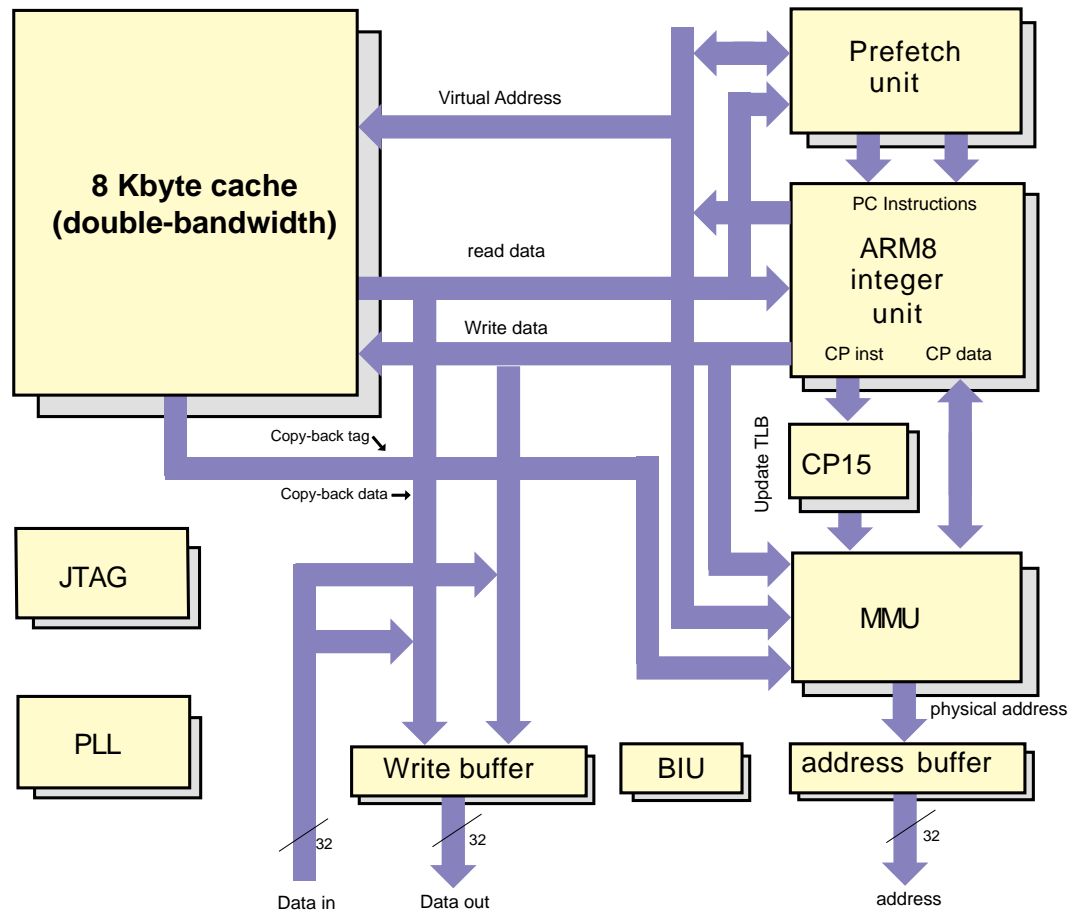 Prefetch
unit
Virtual Address
8 Kbyte cache
(double-bandwidth)
PC Instructions
read data
ARM8
integer
unit
Write data
CP inst
CP data
Copy-back tag
Update TLB
CP15
Copy-back data
JTAG
MMU
physical address
PLL
Write buffer
BIU
address buffer
32
32
32
Data in
Data out
address